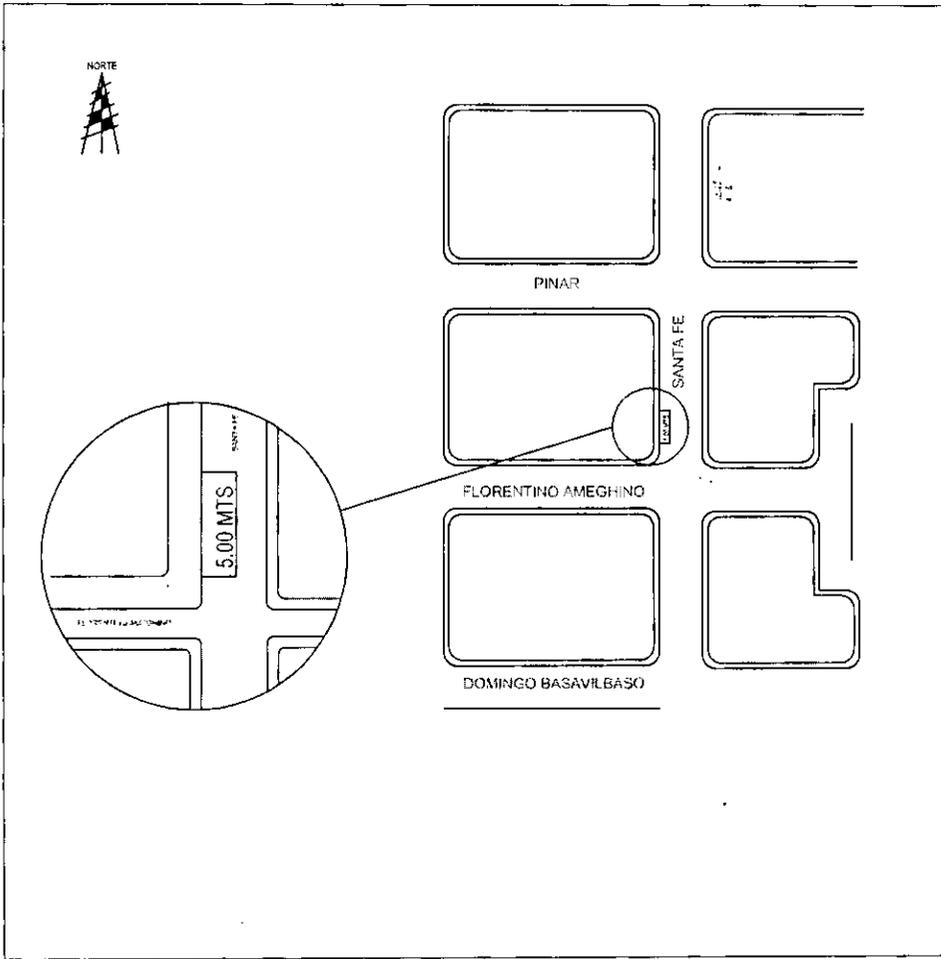 NORTE
PINAR
SANTA FE
FLORENTINO AMEGHINO
5.00 MTS
DOMINGO BASAVILBASO